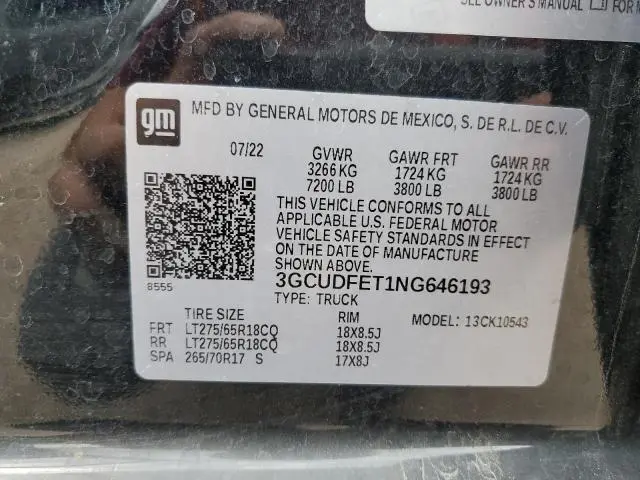 SEE OWNER'S MANUAL FOR
gm
MFD BY GENERAL MOTORS DE MEXICO, S. DE R.L. DE C.V.
07/22 GVWR GAWR FRT GAWR RR
3266 KG 1724 KG 1724 KG
7200 LB 3800 LB 3800 LB
THIS VEHICLE CONFORMS TO ALL
APPLICABLE U.S. FEDERAL MOTOR
VEHICLE SAFETY STANDARDS IN EFFECT
ON THE DATE OF MANUFACTURE
SHOWN ABOVE.
8555
3GCUDFET1NG646193
TYPE: TRUCK
TIRE SIZE RIM MODEL: 13CK10543
FRT LT275/65R18CQ 18X8.5J
RR LT275/65R18CQ 18X8.5J
SPA 265/70R17 S 17X8J